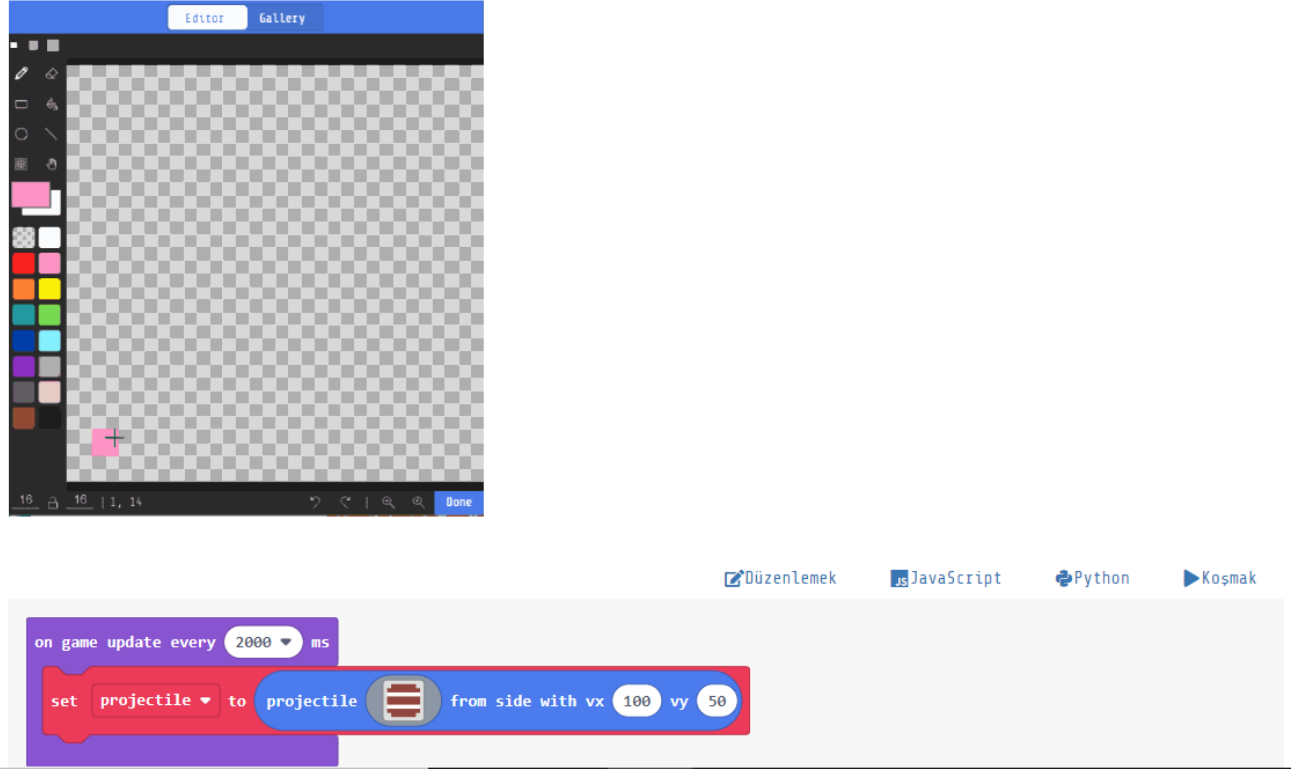 Editor Gallery
16 16 | 1, 14 Done
Düzenlemek JavaScript Python Koşmak
on game update every 2000 ms
set projectile to projectile from side with vx 100 vy 50